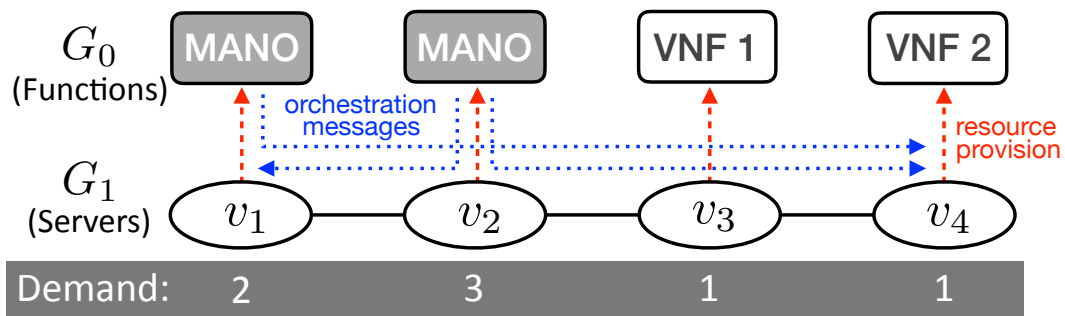 G₀
(Functions)
MANO
MANO
VNF 1
VNF 2
orchestration
messages
resource
provision
G₁
(Servers)
v₁
v₂
v₃
v₄
Demand: 2 3 1 1